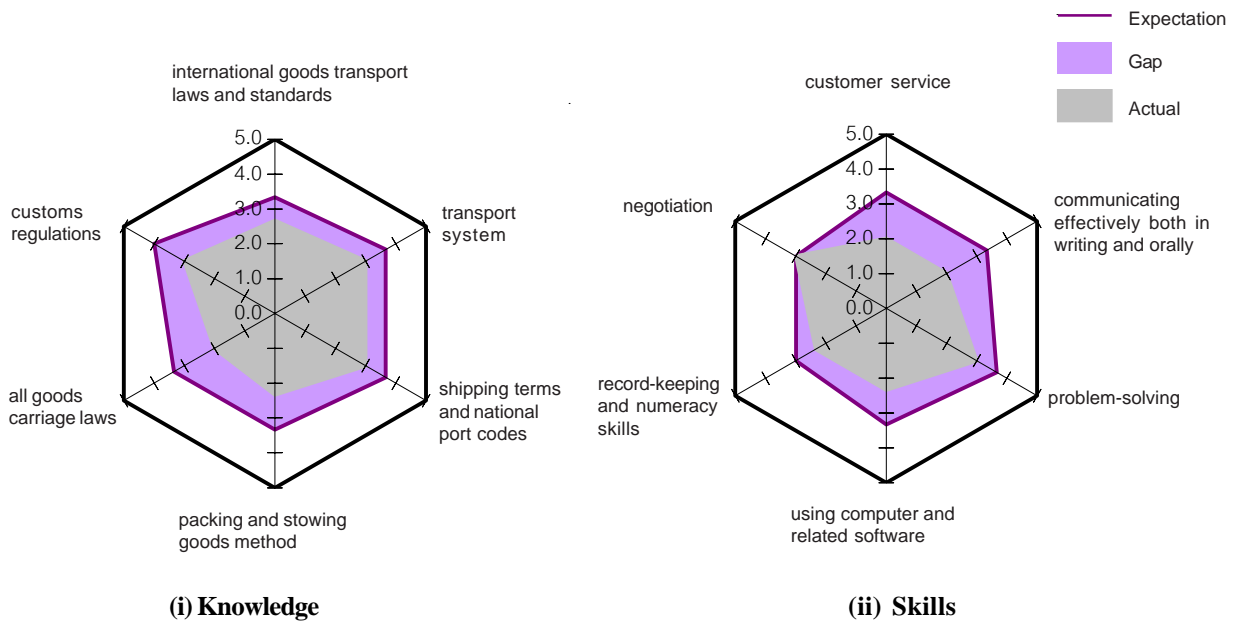 Expectation
Gap
Actual
international goods transport
laws and standards
5.0
4.0
3.0
2.0
1.0
0.0
customs
regulations
transport
system
all goods
carriage laws
shipping terms
and national
port codes
packing and stowing
goods method
(i) Knowledge
customer service
5.0
4.0
3.0
2.0
1.0
0.0
negotiation
communicating
effectively both in
writing and orally
record-keeping
and numeracy
skills
problem-solving
using computer and
related software
(ii) Skills